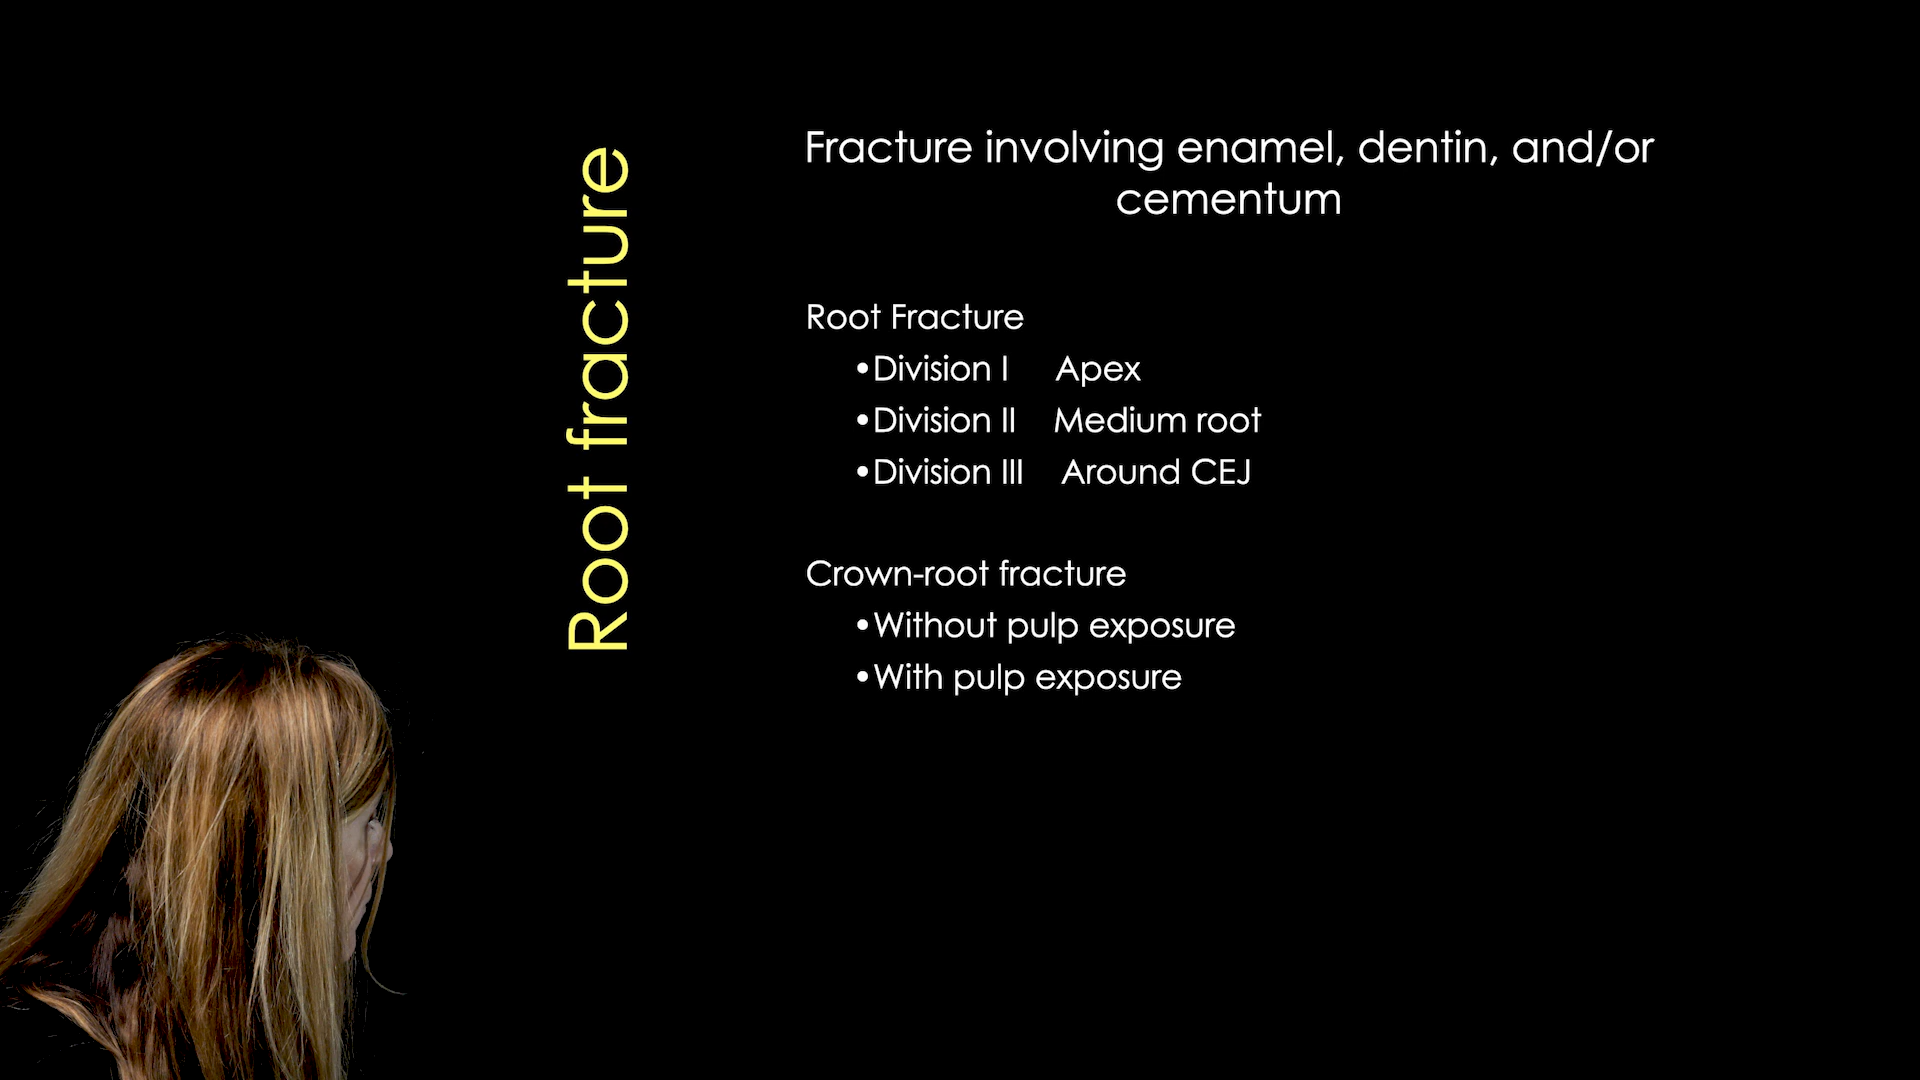 Root fracture
Fracture involving enamel, dentin, and/or
cementum
Root Fracture
•Division I Apex
•Division II Medium root
•Division III Around CEJ
Crown-root fracture
•Without pulp exposure
•With pulp exposure